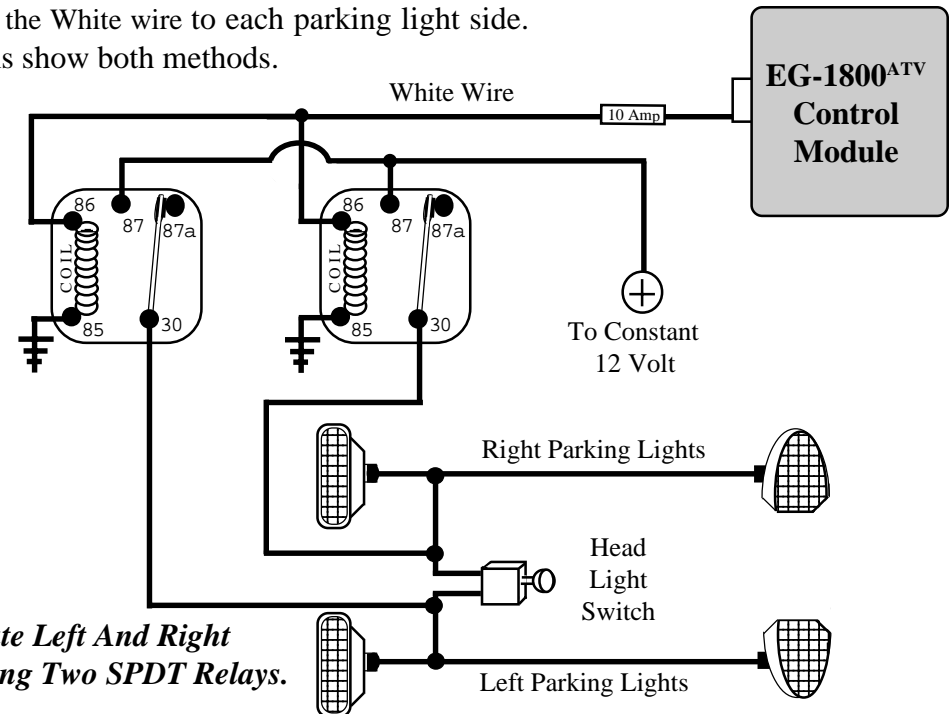 the White wire to each parking light side.
show both methods.
EG-1800ATV
Control
Module
White Wire
10 Amp
86
87
87a
COIL
85
30
86
87
87a
COIL
85
30
To Constant
12 Volt
Right Parking Lights
Head
Light
Switch
Left And Right
Two SPDT Relays.
Left Parking Lights